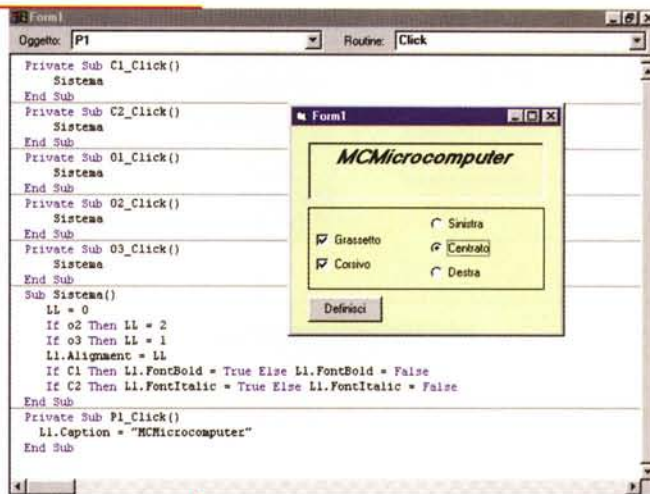 Form1
Oggetto: P1 Routine: Click
Private Sub C1_Click()
Sistema
End Sub
Private Sub C2_Click()
Sistema
End Sub
Private Sub O1_Click()
Sistema
End Sub
Private Sub O2_Click()
Sistema
End Sub
Private Sub O3_Click()
Sistema
End Sub
Sub Sistema()
LL = 0
If o2 Then LL = 2
If o3 Then LL = 1
L1.Alignment = LL
If C1 Then L1.FontBold = True Else L1.FontBold = False
If C2 Then L1.FontItalic = True Else L1.FontItalic = False
End Sub
Private Sub P1_Click()
L1.Caption = "MCMicrocomputer"
End Sub
Form1
MCMicrocomputer
Grassetto
Corsivo
Sinistra
Centrato
Destra
Definisci